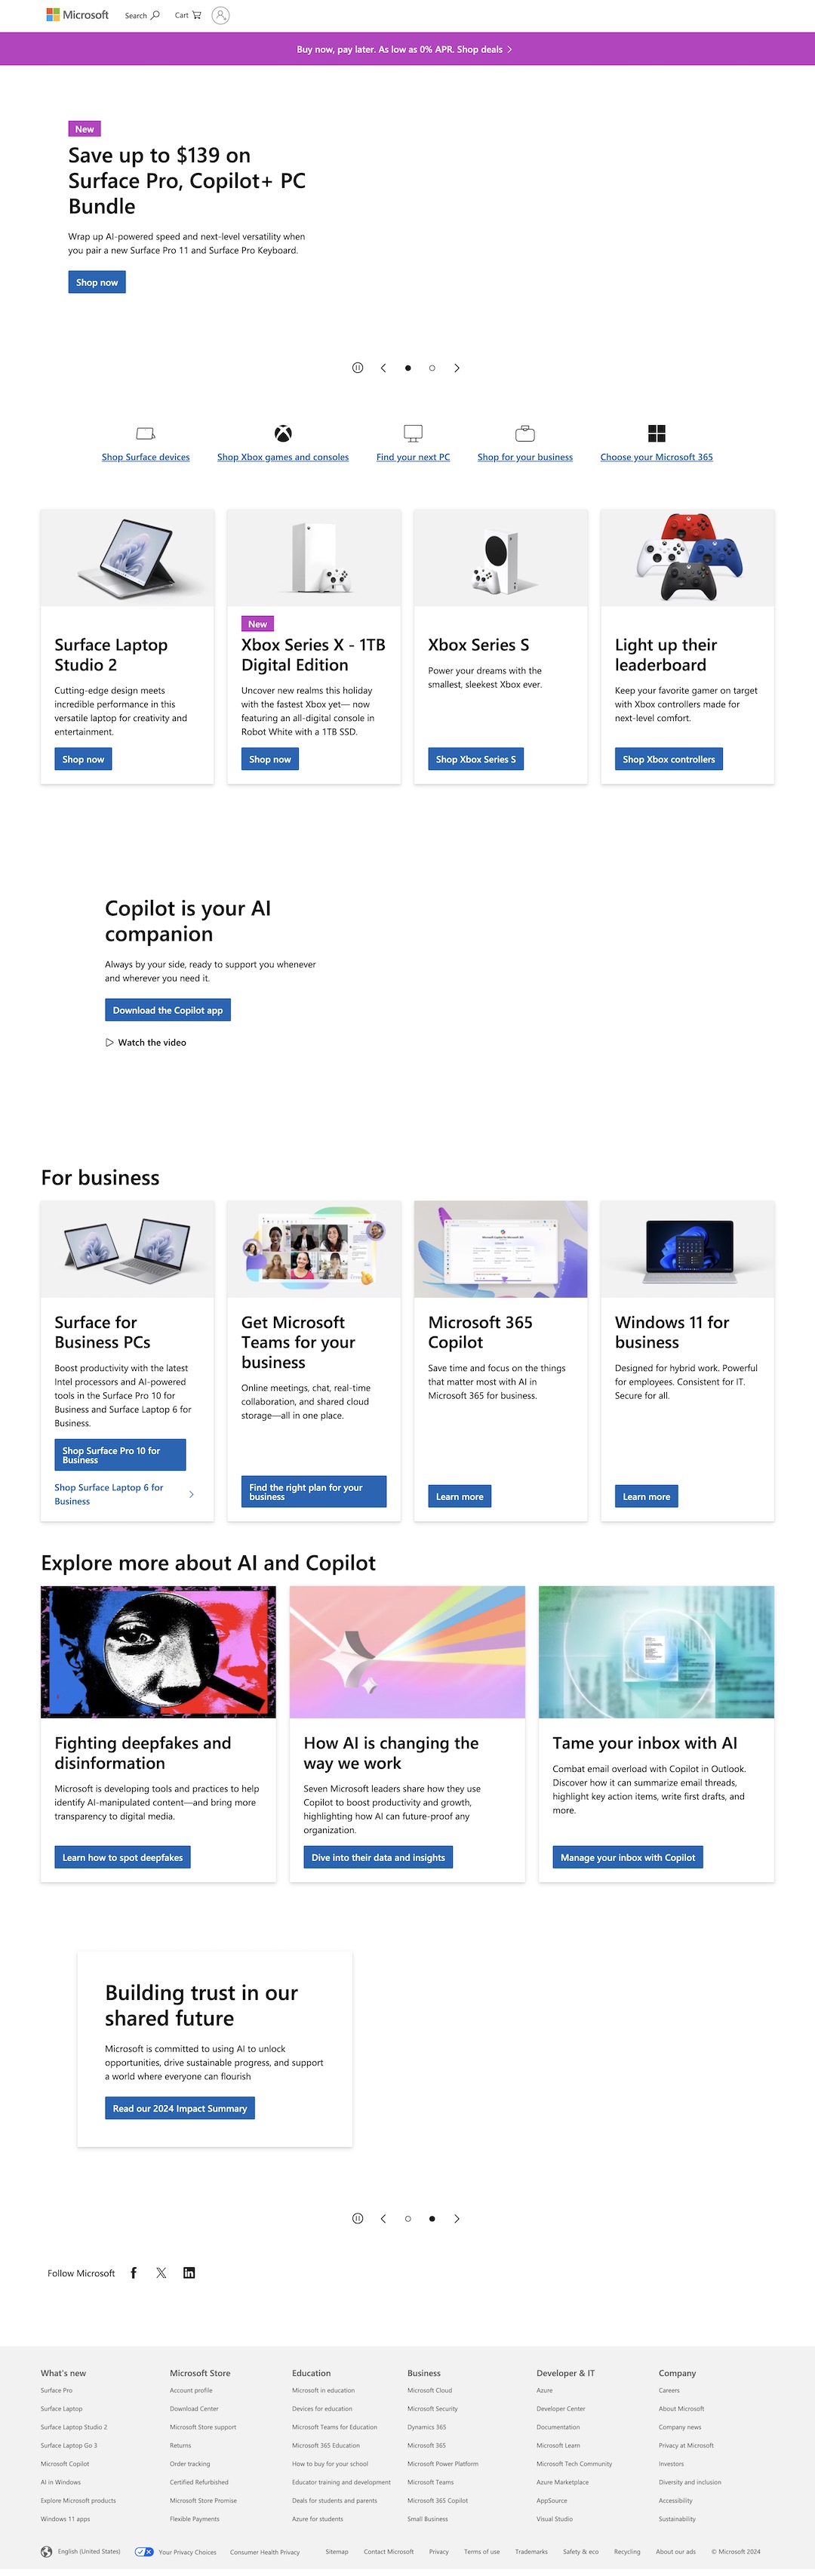 Microsoft
Search
Cart
Buy now, pay later. As low as 0% APR. Shop deals
New
Save up to $139 on
Surface Pro, Copilot+ PC
Bundle
Wrap up AI-powered speed and next-level versatility when
you pair a new Surface Pro 11 and Surface Pro Keyboard.
Shop now
Shop Surface devices
Shop Xbox games and consoles
Find your next PC
Shop for your business
Choose your Microsoft 365
Surface Laptop
Studio 2
Cutting-edge design meets
incredible performance in this
versatile laptop for creativity and
entertainment.
Shop now
New
Xbox Series X - 1TB
Digital Edition
Uncover new realms this holiday
with the fastest Xbox yet— now
featuring an all-digital console in
Robot White with a 1TB SSD.
Shop now
Xbox Series S
Power your dreams with the
smallest, sleekest Xbox ever.
Shop Xbox Series S
Light up their
leaderboard
Keep your favorite gamer on target
with Xbox controllers made for
next-level comfort.
Shop Xbox controllers
Copilot is your AI
companion
Always by your side, ready to support you whenever
and wherever you need it.
Download the Copilot app
Watch the video
For business
Surface for
Business PCs
Boost productivity with the latest
Intel processors and AI-powered
tools in the Surface Pro 10 for
Business and Surface Laptop 6 for
Business.
Shop Surface Pro 10 for
Business
Shop Surface Laptop 6 for
Business
Get Microsoft
Teams for your
business
Online meetings, chat, real-time
collaboration, and shared cloud
storage—all in one place.
Find the right plan for your
business
Microsoft 365
Copilot
Save time and focus on the things
that matter most with AI in
Microsoft 365 for business.
Learn more
Windows 11 for
business
Designed for hybrid work. Powerful
for employees. Consistent for IT.
Secure for all.
Learn more
Explore more about AI and Copilot
Fighting deepfakes and
disinformation
Microsoft is developing tools and practices to help
identify AI-manipulated content—and bring more
transparency to digital media.
Learn how to spot deepfakes
How AI is changing the
way we work
Seven Microsoft leaders share how they use
Copilot to boost productivity and growth,
highlighting how AI can future-proof any
organization.
Dive into their data and insights
Tame your inbox with AI
Combat email overload with Copilot in Outlook.
Discover how it can summarize email threads,
highlight key action items, write first drafts, and
more.
Manage your inbox with Copilot
Building trust in our
shared future
Microsoft is committed to using AI to unlock
opportunities, drive sustainable progress, and support
a world where everyone can flourish
Read our 2024 Impact Summary
Follow Microsoft
What's new
Surface Pro
Surface Laptop
Surface Laptop Studio 2
Surface Laptop Go 3
Microsoft Copilot
AI in Windows
Explore Microsoft products
Windows 11 apps
Microsoft Store
Account profile
Download Center
Microsoft Store support
Returns
Order tracking
Certified Refurbished
Microsoft Store Promise
Flexible Payments
Education
Microsoft in education
Devices for education
Microsoft Teams for Education
Microsoft 365 Education
How to buy for your school
Educator training and development
Deals for students and parents
Azure for students
Business
Microsoft Cloud
Microsoft Security
Dynamics 365
Microsoft 365
Microsoft Power Platform
Microsoft Teams
Microsoft 365 Copilot
Small Business
Developer & IT
Azure
Developer Center
Documentation
Microsoft Learn
Microsoft Tech Community
Azure Marketplace
AppSource
Visual Studio
Company
Careers
About Microsoft
Company news
Privacy at Microsoft
Investors
Diversity and inclusion
Accessibility
Sustainability
English (United States)
Your Privacy Choices
Consumer Health Privacy
Sitemap
Contact Microsoft
Privacy
Terms of use
Trademarks
Safety & eco
Recycling
About our ads
© Microsoft 2024